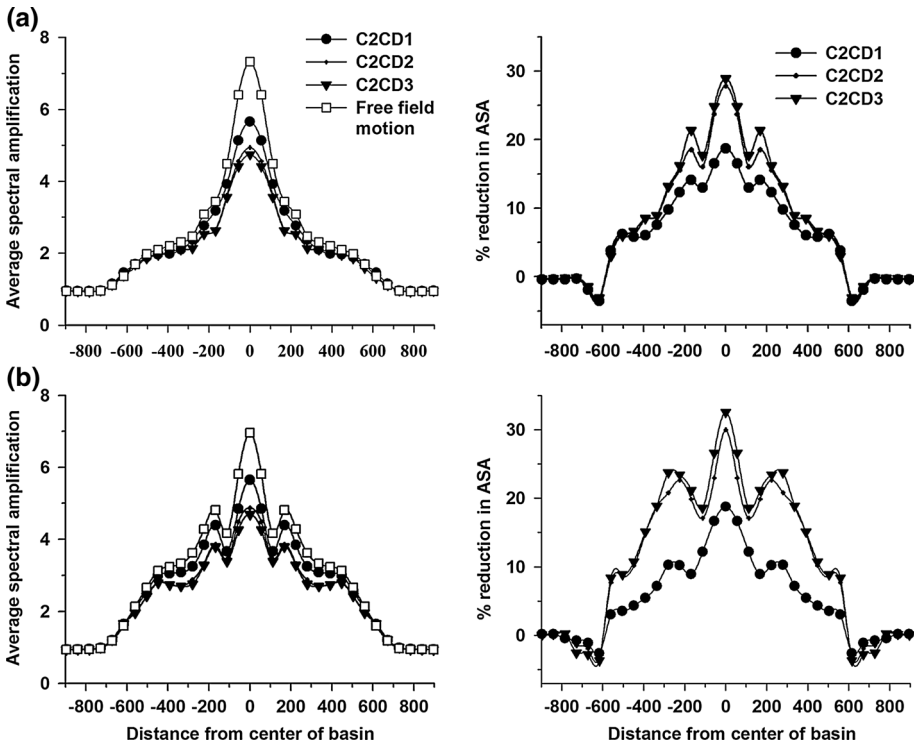 (a)
8
6
4
2
0
Average spectral amplification
C2CD1
C2CD2
C2CD3
Free field
motion
-800 -600 -400 -200 0 200 400 600 800
30
20
10
0
% reduction in ASA
C2CD1
C2CD2
C2CD3
-800 -600 -400 -200 0 200 400 600 800
(b)
8
6
4
2
0
Average spectral amplification
-800 -600 -400 -200 0 200 400 600 800
Distance from center of basin
30
20
10
0
% reduction in ASA
-800 -600 -400 -200 0 200 400 600 800
Distance from center of basin